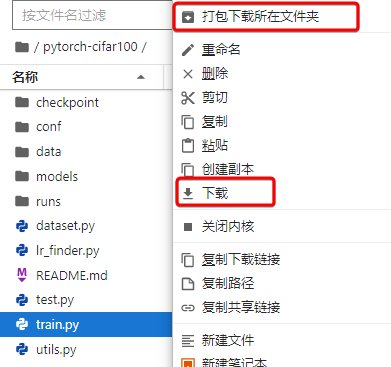 按文件名过滤
/ pytorch-cifar100 /
名称
checkpoint
conf
data
models
runs
dataset.py
lr_finder.py
README.md
test.py
train.py
utils.py
打包下载所在文件夹
重命名
删除
剪切
复制
粘贴
创建副本
下载
关闭内核
复制下载链接
复制路径
复制共享链接
新建文件
新建笔记本